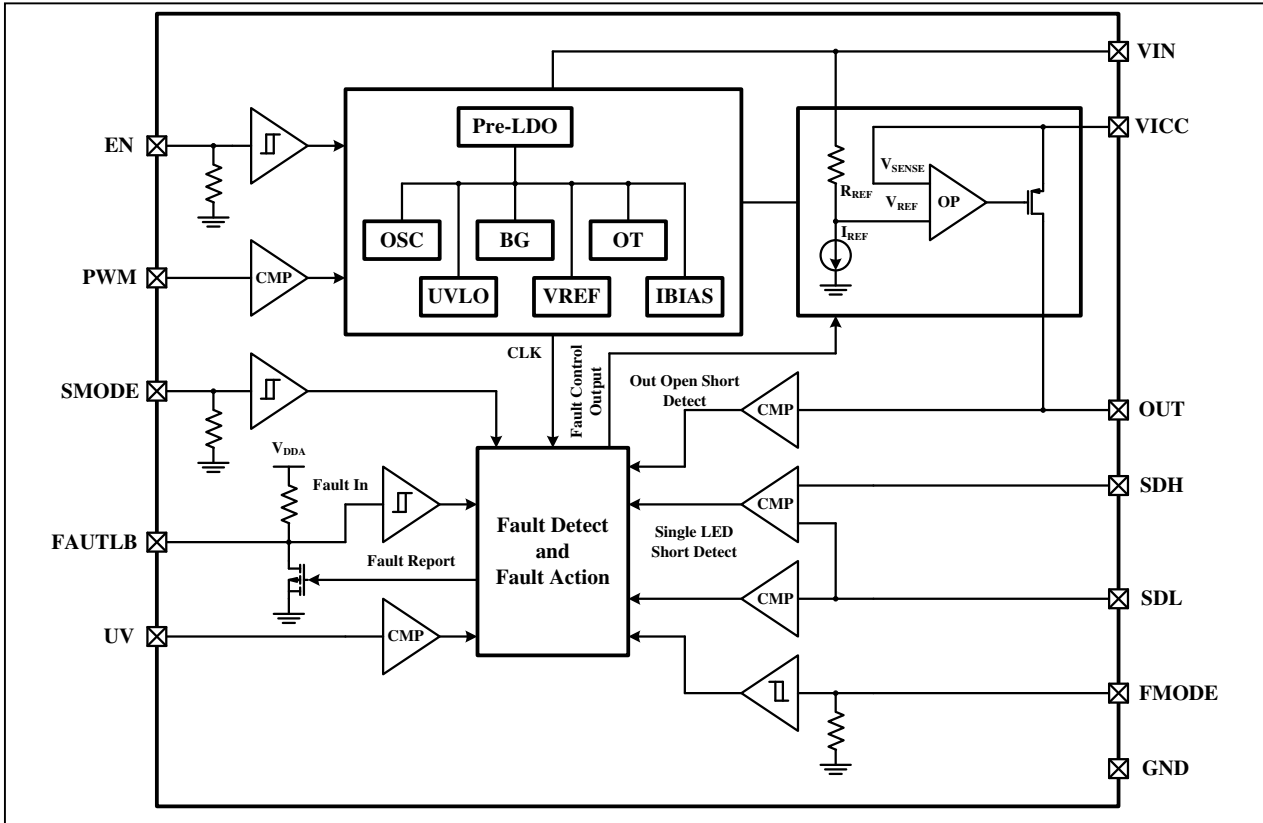 VIN
Pre-LDO
EN
VICC
VSENSE
RREF
VREF
OP
OSC
BG
OT
IREF
PWM
CMP
UVLO
VREF
IBIAS
CLK
Fault Control
Output
SMODE
Out Open Short
Detect
CMP
OUT
VDDA
Fault In
CMP
SDH
FAUTLB
Fault Detect
and
Fault Action
Single LED
Short Detect
Fault Report
CMP
SDL
UV
CMP
FMODE
GND